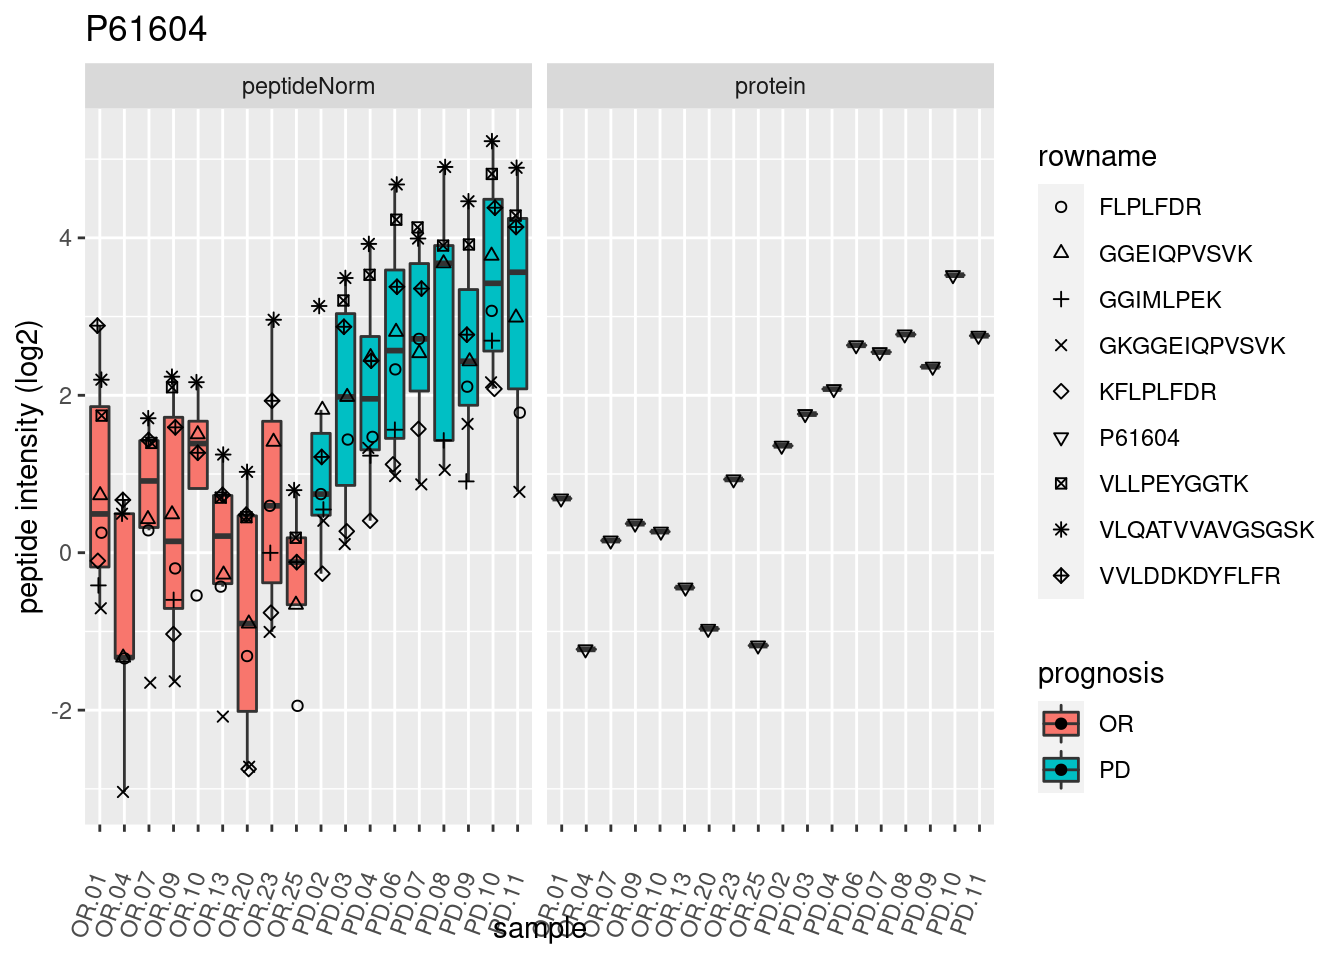 P61604
peptideNorm
protein
peptide intensity (log2)
4
2
0
-2
OR.01
OR.04
OR.07
OR.09
OR.10
OR.13
OR.20
OR.23
OR.25
PD.02
PD.03
PD.04
PD.06
PD.07
PD.08
PD.09
PD.10
PD.11
OR.01
OR.04
OR.07
OR.09
OR.10
OR.13
OR.20
OR.23
OR.25
PD.02
PD.03
PD.04
PD.06
PD.07
PD.08
PD.09
PD.10
PD.11
sample
rowname
FLPLFDR
GGEIQPVSVK
GGIMLPEK
GKGGEIQPVSVK
KFLPLFDR
P61604
VLLPEYGGTK
VLQATVVAVGSGSK
VVLDDKDYFLFR
prognosis
OR
PD